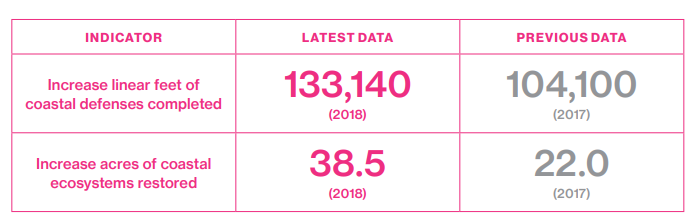 INDICATOR
LATEST DATA
PREVIOUS DATA
Increase linear feet of
coastal defenses completed
133,140
(2018)
104,100
(2017)
Increase acres of coastal
ecosystems restored
38.5
(2018)
22.0
(2017)